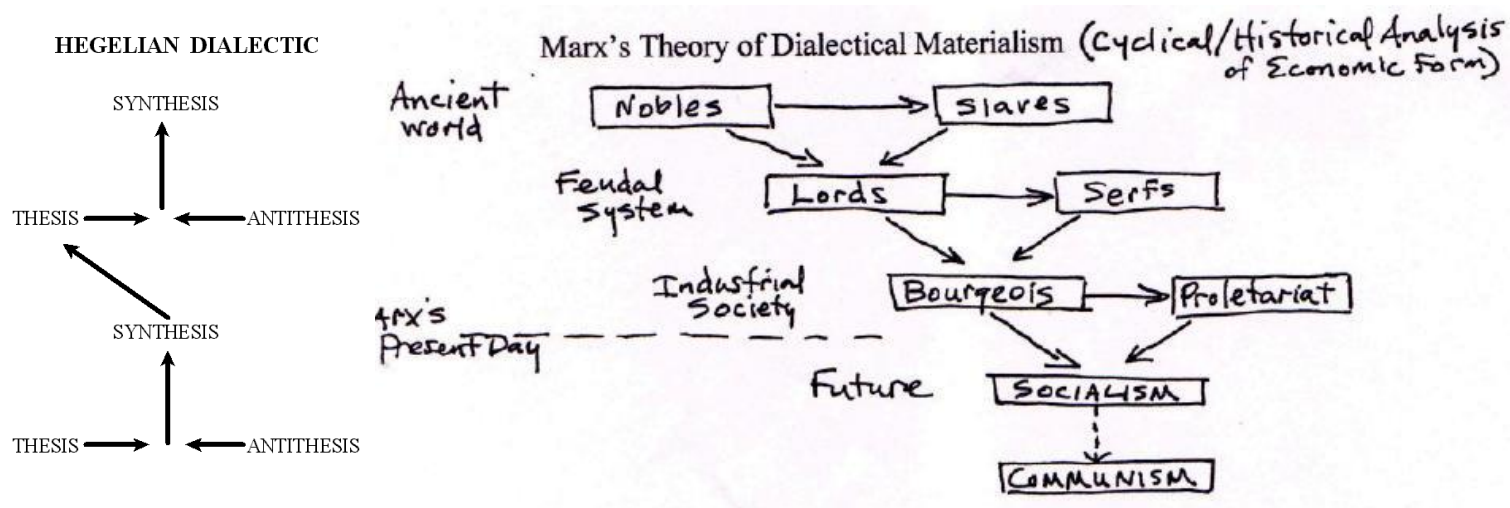 HEGELIAN DIALECTIC
SYNTHESIS
THESIS
ANTITHESIS
SYNTHESIS
THESIS
ANTITHESIS
Marx's Theory of Dialectical Materialism (Cyclical/Historical Analysis
of Economic Form)
Ancient
World
Nobles
Slaves
Feudal
System
Lords
Serfs
Industrial
Society
Bourgeois
Proletariat
arx's
Present Day
Future
SOCIALISM
COMMUNISM